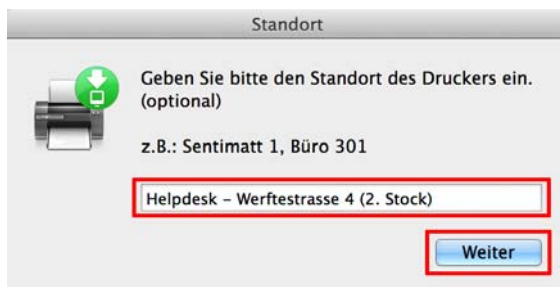 Standort
Geben Sie bitte den Standort des Druckers ein.
(optional)
z.B.: Sentimatt 1, Büro 301
Helpdesk – Werftestrasse 4 (2. Stock)
Weiter